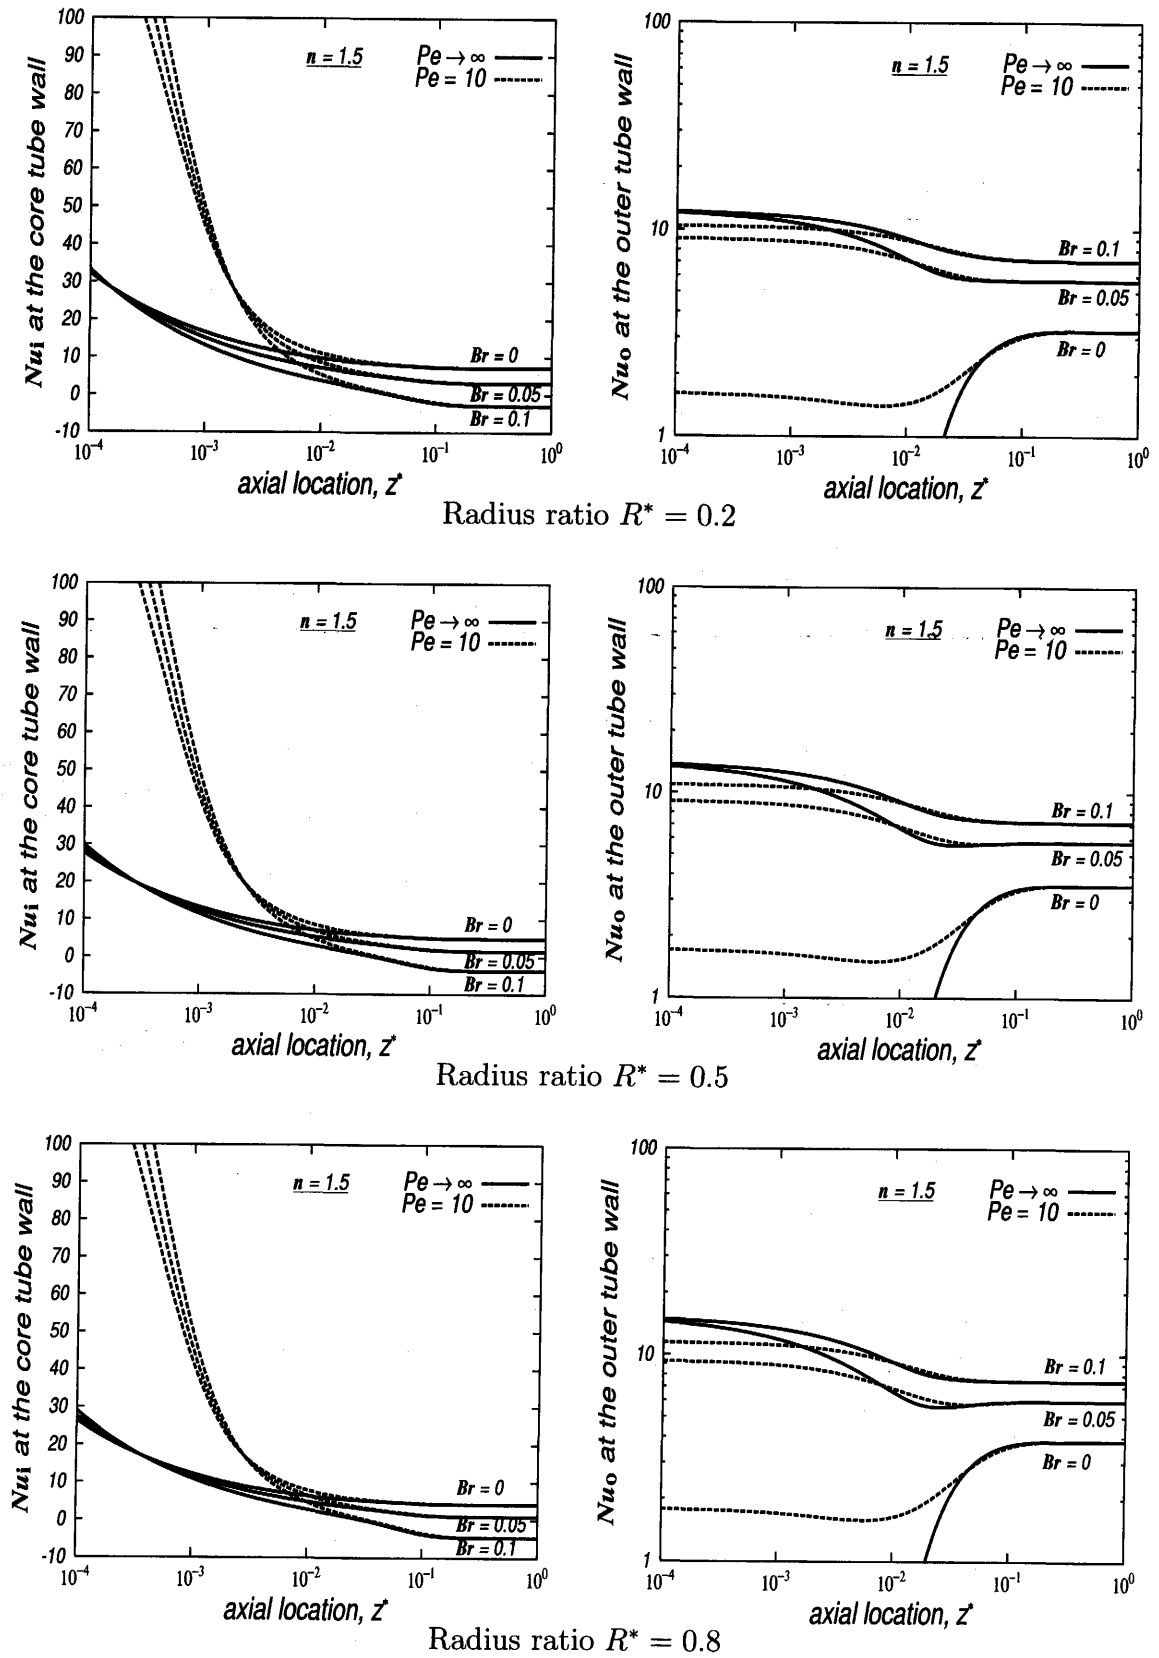 100
90
80
70
60
50
40
30
20
10
0
-10
Nui at the core tube wall
n = 1.5
Pe → ∞
Pe = 10
Br = 0
Br = 0.05
Br = 0.1
10⁻⁴ 10⁻³ 10⁻² 10⁻¹ 10⁰
axial location, z*
100
10
1
Nuo at the outer tube wall
n = 1.5
Pe → ∞
Pe = 10
Br = 0.1
Br = 0.05
Br = 0
10⁻⁴ 10⁻³ 10⁻² 10⁻¹ 10⁰
axial location, z*
Radius ratio R* = 0.2
100
90
80
70
60
50
40
30
20
10
0
-10
Nui at the core tube wall
n = 1.5
Pe → ∞
Pe = 10
Br = 0
Br = 0.05
Br = 0.1
10⁻⁴ 10⁻³ 10⁻² 10⁻¹ 10⁰
axial location, z*
100
10
1
Nuo at the outer tube wall
n = 1.5
Pe → ∞
Pe = 10
Br = 0.1
Br = 0.05
Br = 0
10⁻⁴ 10⁻³ 10⁻² 10⁻¹ 10⁰
axial location, z*
Radius ratio R* = 0.5
100
90
80
70
60
50
40
30
20
10
0
-10
Nui at the core tube wall
n = 1.5
Pe → ∞
Pe = 10
Br = 0
Br = 0.05
Br = 0.1
10⁻⁴ 10⁻³ 10⁻² 10⁻¹ 10⁰
axial location, z*
100
10
1
Nuo at the outer tube wall
n = 1.5
Pe → ∞
Pe = 10
Br = 0.1
Br = 0.05
Br = 0
10⁻⁴ 10⁻³ 10⁻² 10⁻¹ 10⁰
axial location, z*
Radius ratio R* = 0.8